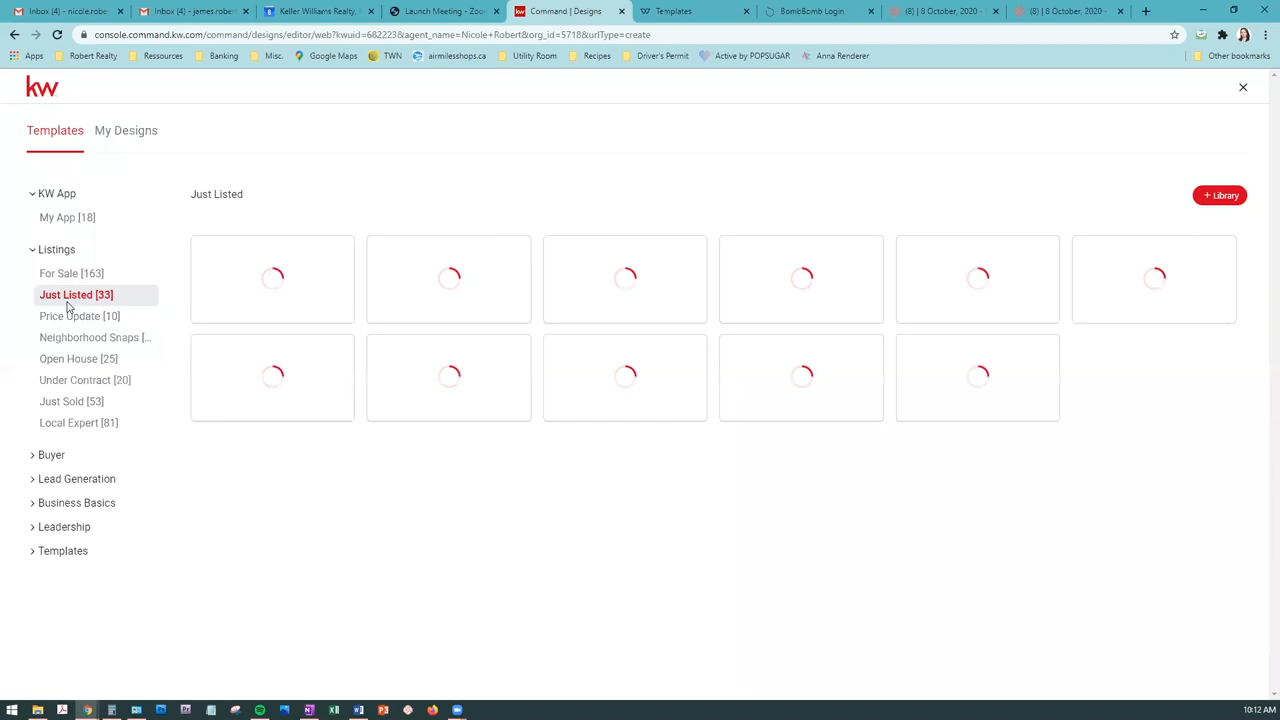 Inbox (4) - nicole.rober
Inbox (4) - james.rober
Keller Williams Realty, I
Launch Meeting - Zoo
Command | Designs
Templates
BombBomb Login
(8) | 8 October, 2020 -
(8) | 8 October, 2020 -
console.command.kw.com/command/designs/editor/web?kwuid=682223&agent_name=Nicole+Robert&org_id=5718&urlType=create
Apps
Robert Realty
Ressources
Banking
Misc.
Google Maps
TWN
airmilesshops.ca
Utility Room
Recipes
Driver's Permit
Active by POPSUGAR
Anna Renderer
Other bookmarks
kw
Templates
My Designs
KW App
My App [18]
Listings
For Sale [163]
Just Listed [33]
Price Update [10]
Neighborhood Snaps [...
Open House [25]
Under Contract [20]
Just Sold [53]
Local Expert [81]
Buyer
Lead Generation
Business Basics
Leadership
Templates
Just Listed
+ Library
10:12 AM